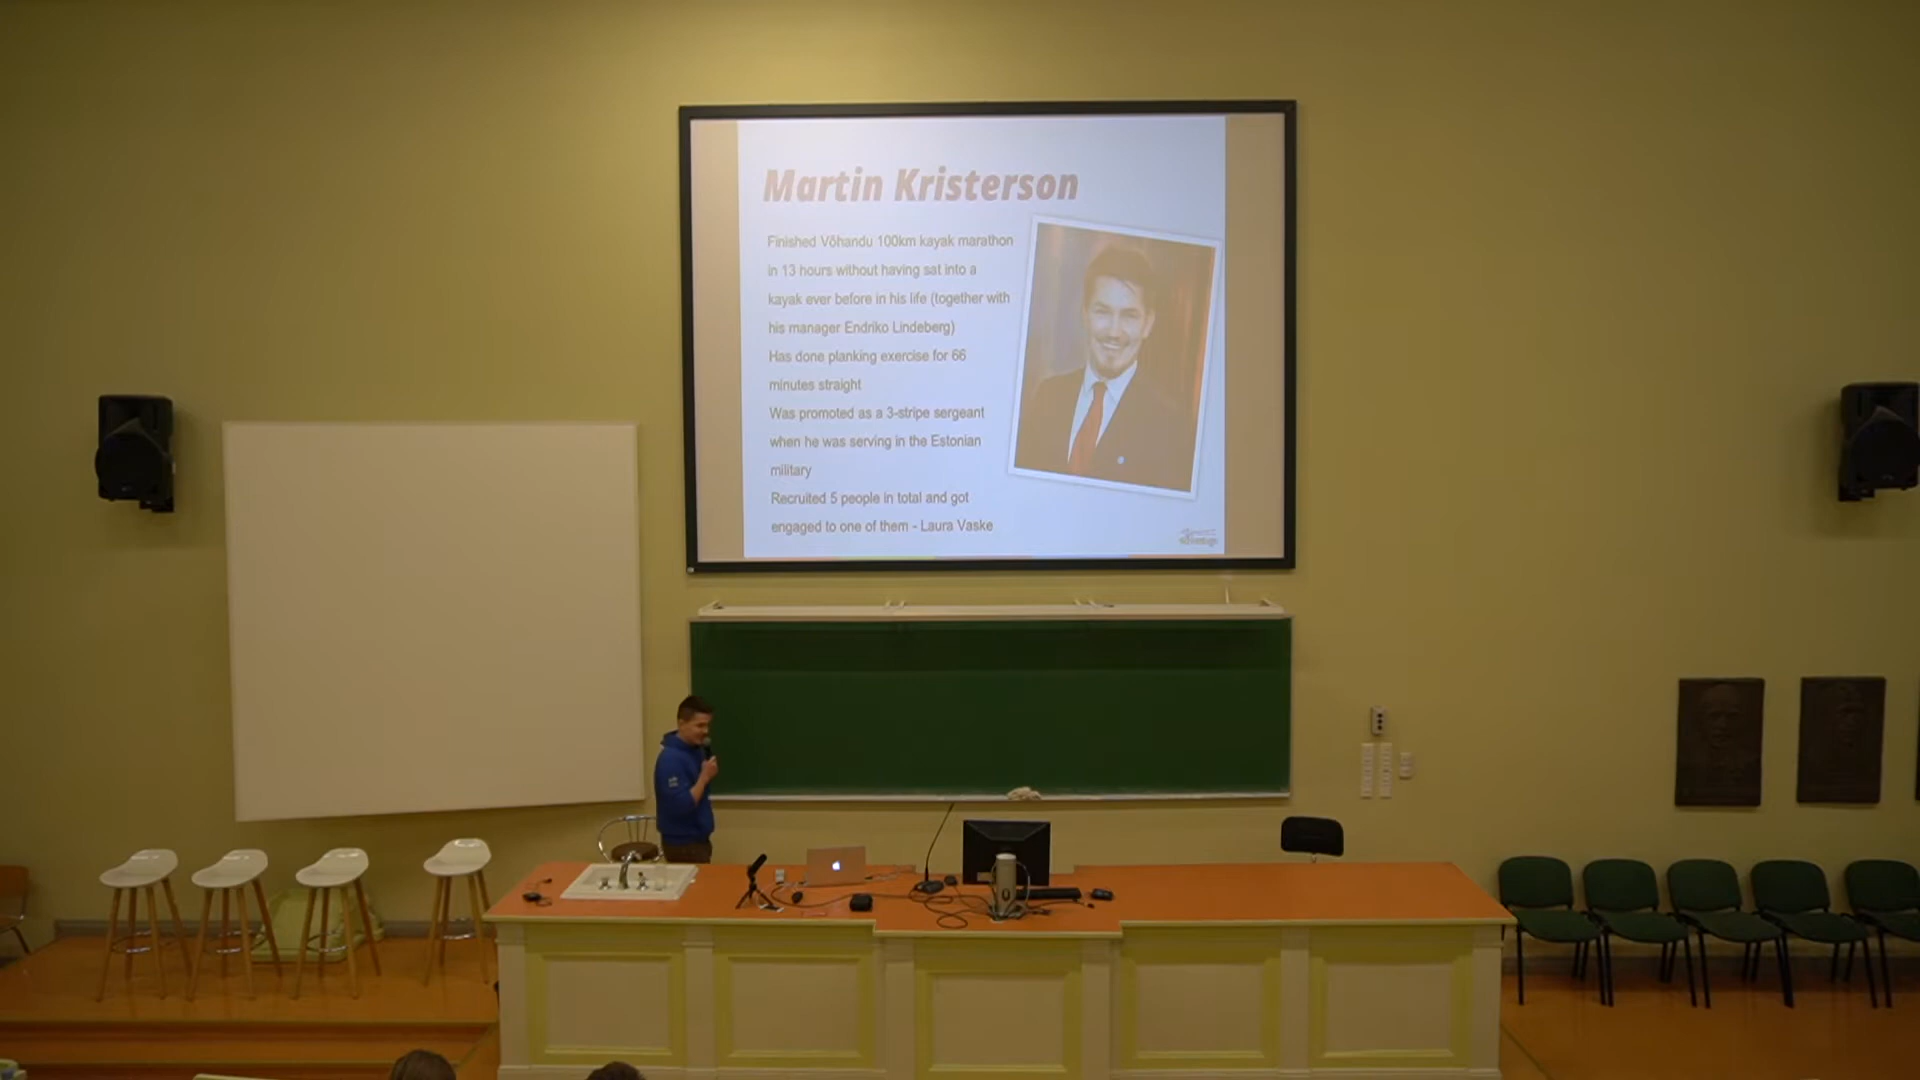 Martin Kristerson
Finished Võhandu 100km kayak marathon
in 13 hours without having sat into a
kayak ever before in his life (together with
his manager Endriko Lindeberg)
Has done planking exercise for 66
minutes straight
Was promoted as a 3-stripe sergeant
when he was serving in the Estonian
military
Recruited 5 people in total and got
engaged to one of them - Laura Vaske